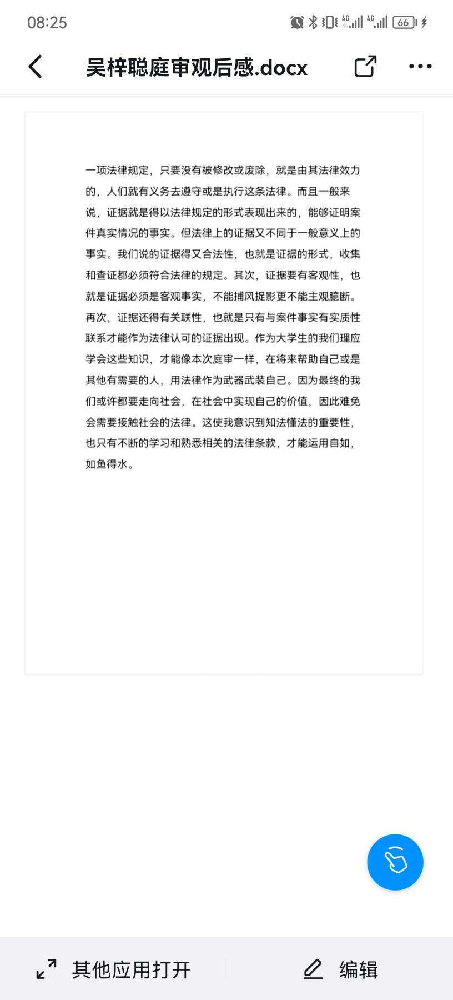 08:25
4G 4G 66
吴梓聪庭审观后感.docx
一项法律规定，只要没有被修改或废除，就是由其法律效力
的，人们就有义务去遵守或是执行这条法律。而且一般来
说，证据就是得以法律规定的形式表现出来的，能够证明案
件真实情况的事实。但法律上的证据又不同于一般意义上的
事实。我们说的证据得又合法性，也就是证据的形式，收集
和查证都必须符合法律的规定。其次，证据要有客观性，也
就是证据必须是客观事实，不能捕风捉影更不能主观臆断。
再次，证据还得有关联性，也就是只有与案件事实有实质性
联系才能作为法律认可的证据出现。作为大学生的我们理应
学会这些知识，才能像本次庭审一样，在将来帮助自己或是
其他有需要的人，用法律作为武器武装自己。因为最终的我
们或许都要走向社会，在社会中实现自己的价值，因此难免
会需要接触社会的法律。这使我意识到知法懂法的重要性，
也只有不断的学习和熟悉相关的法律条款，才能运用自如，
如鱼得水。
其他应用打开 编辑